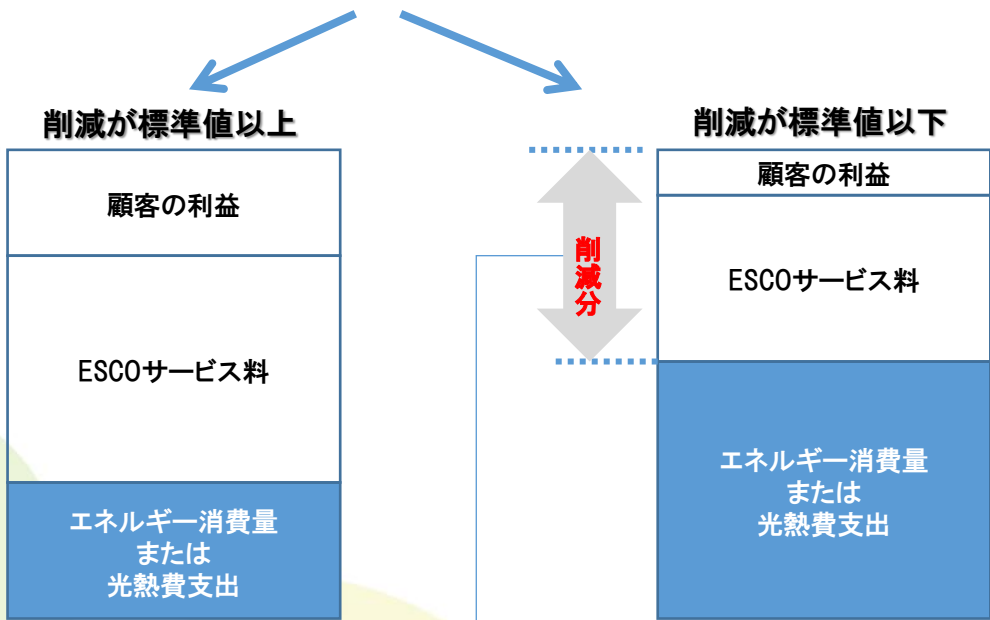 削減が標準値以上
顧客の利益
ESCOサービス料
エネルギー消費量
または
光熱費支出
削減分
削減が標準値以下
顧客の利益
ESCOサービス料
エネルギー消費量
または
光熱費支出